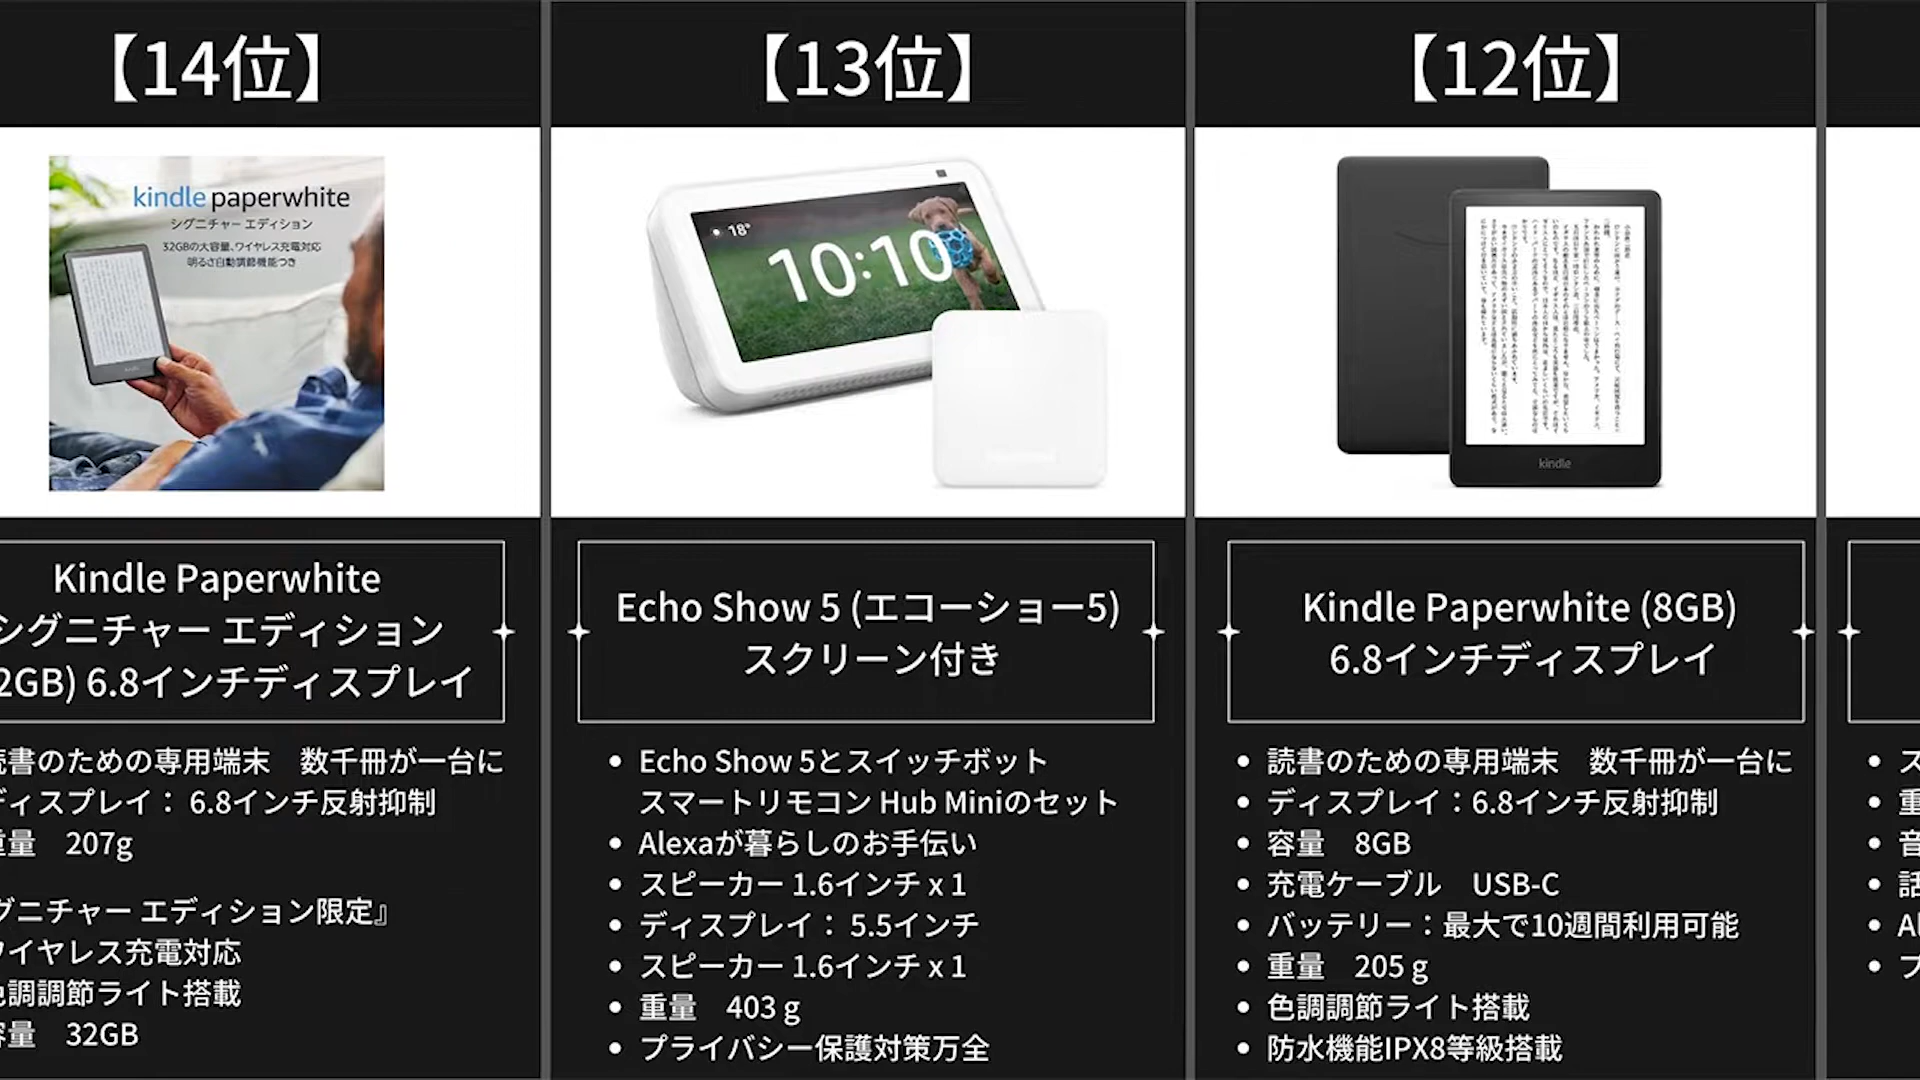 【14位】
kindle paperwhite
シグニチャー エディション
32GBの大容量、ワイヤレス充電対応
明るさ自動調節機能つき
Kindle Paperwhite
シグニチャー エディション
2GB) 6.8インチディスプレイ
読書のための専用端末　数千冊が一台に
ディスプレイ： 6.8インチ反射抑制
重量　207g
グニチャー エディション限定』
ワイヤレス充電対応
色調調節ライト搭載
容量　32GB
【13位】
18°
10:10
Echo Show 5 (エコーショー5)
スクリーン付き
• Echo Show 5とスイッチボット
スマートリモコン Hub Miniのセット
• Alexaが暮らしのお手伝い
• スピーカー 1.6インチ x 1
• ディスプレイ： 5.5インチ
• スピーカー 1.6インチ x 1
• 重量　403 g
• プライバシー保護対策万全
【12位】
kindle
Kindle Paperwhite (8GB)
6.8インチディスプレイ
• 読書のための専用端末　数千冊が一台に
• ディスプレイ：6.8インチ反射抑制
• 容量　8GB
• 充電ケーブル　USB-C
• バッテリー：最大で10週間利用可能
• 重量　205 g
• 色調調節ライト搭載
• 防水機能IPX8等級搭載
• ス
• 重
• 音
• 話
• Al
• プ